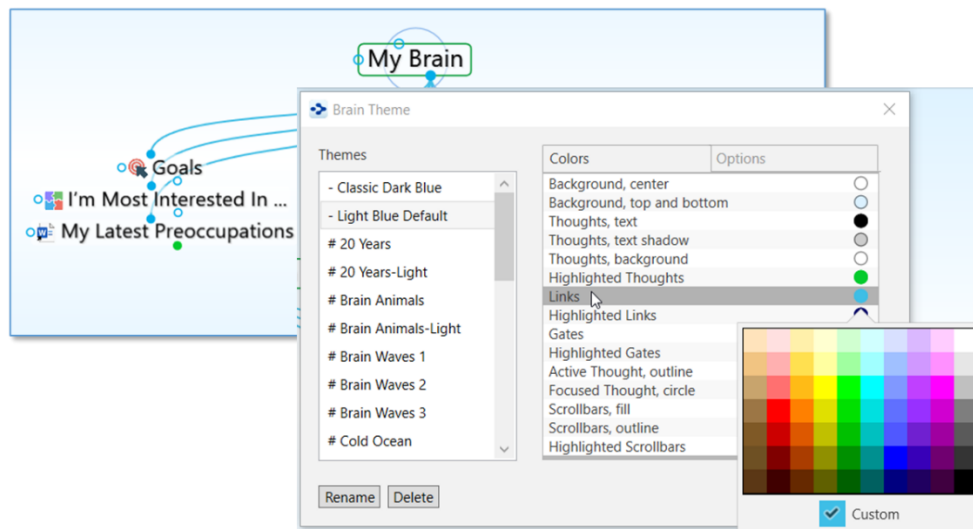 My Brain
Goals
I'm Most Interested In ...
My Latest Preoccupations
Brain Theme
Themes
- Classic Dark Blue
- Light Blue Default
# 20 Years
# 20 Years-Light
# Brain Animals
# Brain Animals-Light
# Brain Waves 1
# Brain Waves 2
# Brain Waves 3
# Cold Ocean
Rename Delete
Colors Options
Background, center
Background, top and bottom
Thoughts, text
Thoughts, text shadow
Thoughts, background
Highlighted Thoughts
Links
Highlighted Links
Gates
Highlighted Gates
Active Thought, outline
Focused Thought, circle
Scrollbars, fill
Scrollbars, outline
Highlighted Scrollbars
Custom